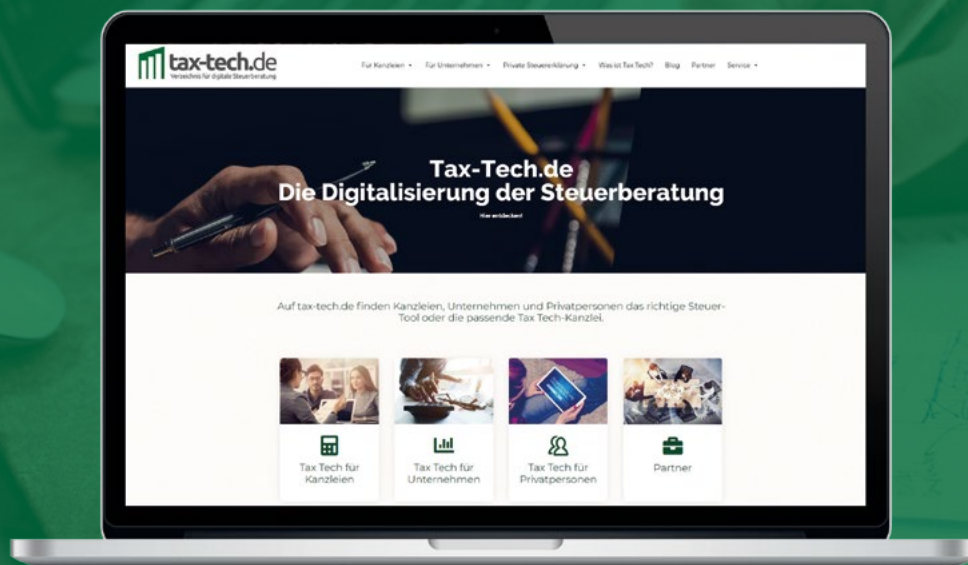 tax-tech.de
Verzeichnis für digitale Steuerberatung
Für Kanzleien
Für Unternehmen
Private Steuererklärung
Was ist Tax Tech?
Blog
Partner
Service
Tax-Tech.de
Die Digitalisierung der Steuerberatung
Hier entdecken!
Auf tax-tech.de finden Kanzleien, Unternehmen und Privatpersonen das richtige Steuer-
Tool oder die passende Tax Tech-Kanzlei.
Tax Tech für
Kanzleien
Tax Tech für
Unternehmen
Tax Tech für
Privatpersonen
Partner